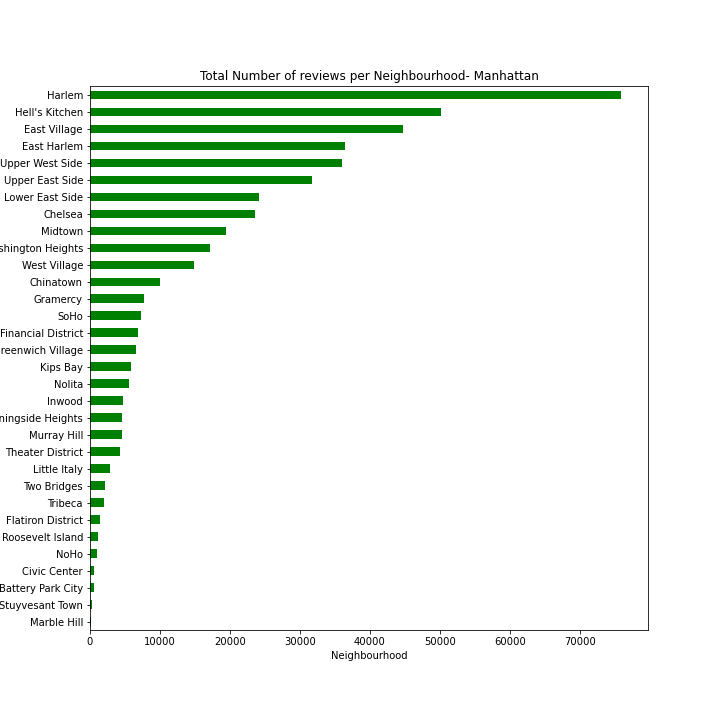 Total Number of reviews per Neighbourhood- Manhattan
Harlem
Hell's Kitchen
East Village
East Harlem
Upper West Side
Upper East Side
Lower East Side
Chelsea
Midtown
shington Heights
West Village
Chinatown
Gramercy
SoHo
Financial District
reenwich Village
Kips Bay
Nolita
Inwood
ningside Heights
Murray Hill
Theater District
Little Italy
Two Bridges
Tribeca
Flatiron District
Roosevelt Island
NoHo
Civic Center
Battery Park City
Stuyvesant Town
Marble Hill
0 10000 20000 30000 40000 50000 60000 70000
Neighbourhood